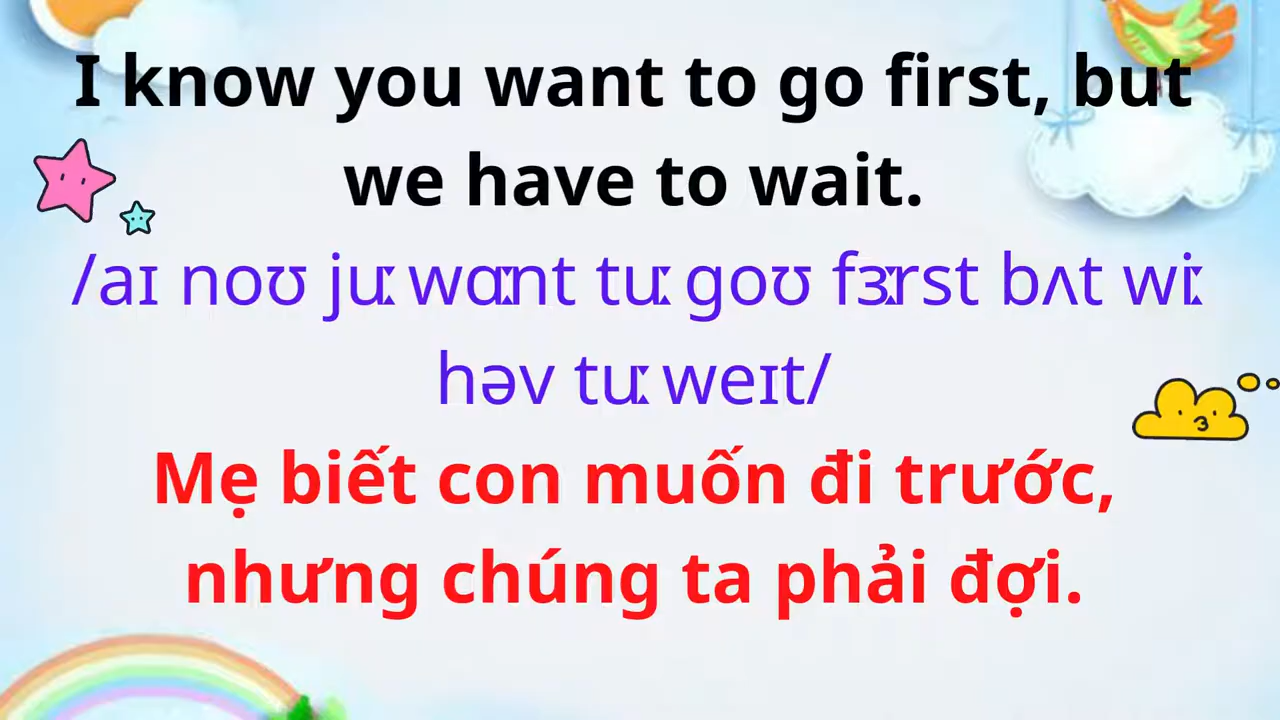 I know you want to go first, but
we have to wait.
/aɪ noʊ juː wɑːnt tuː goʊ fɜːrst bʌt wiː
həv tuː weɪt/
Mẹ biết con muốn đi trước,
nhưng chúng ta phải đợi.